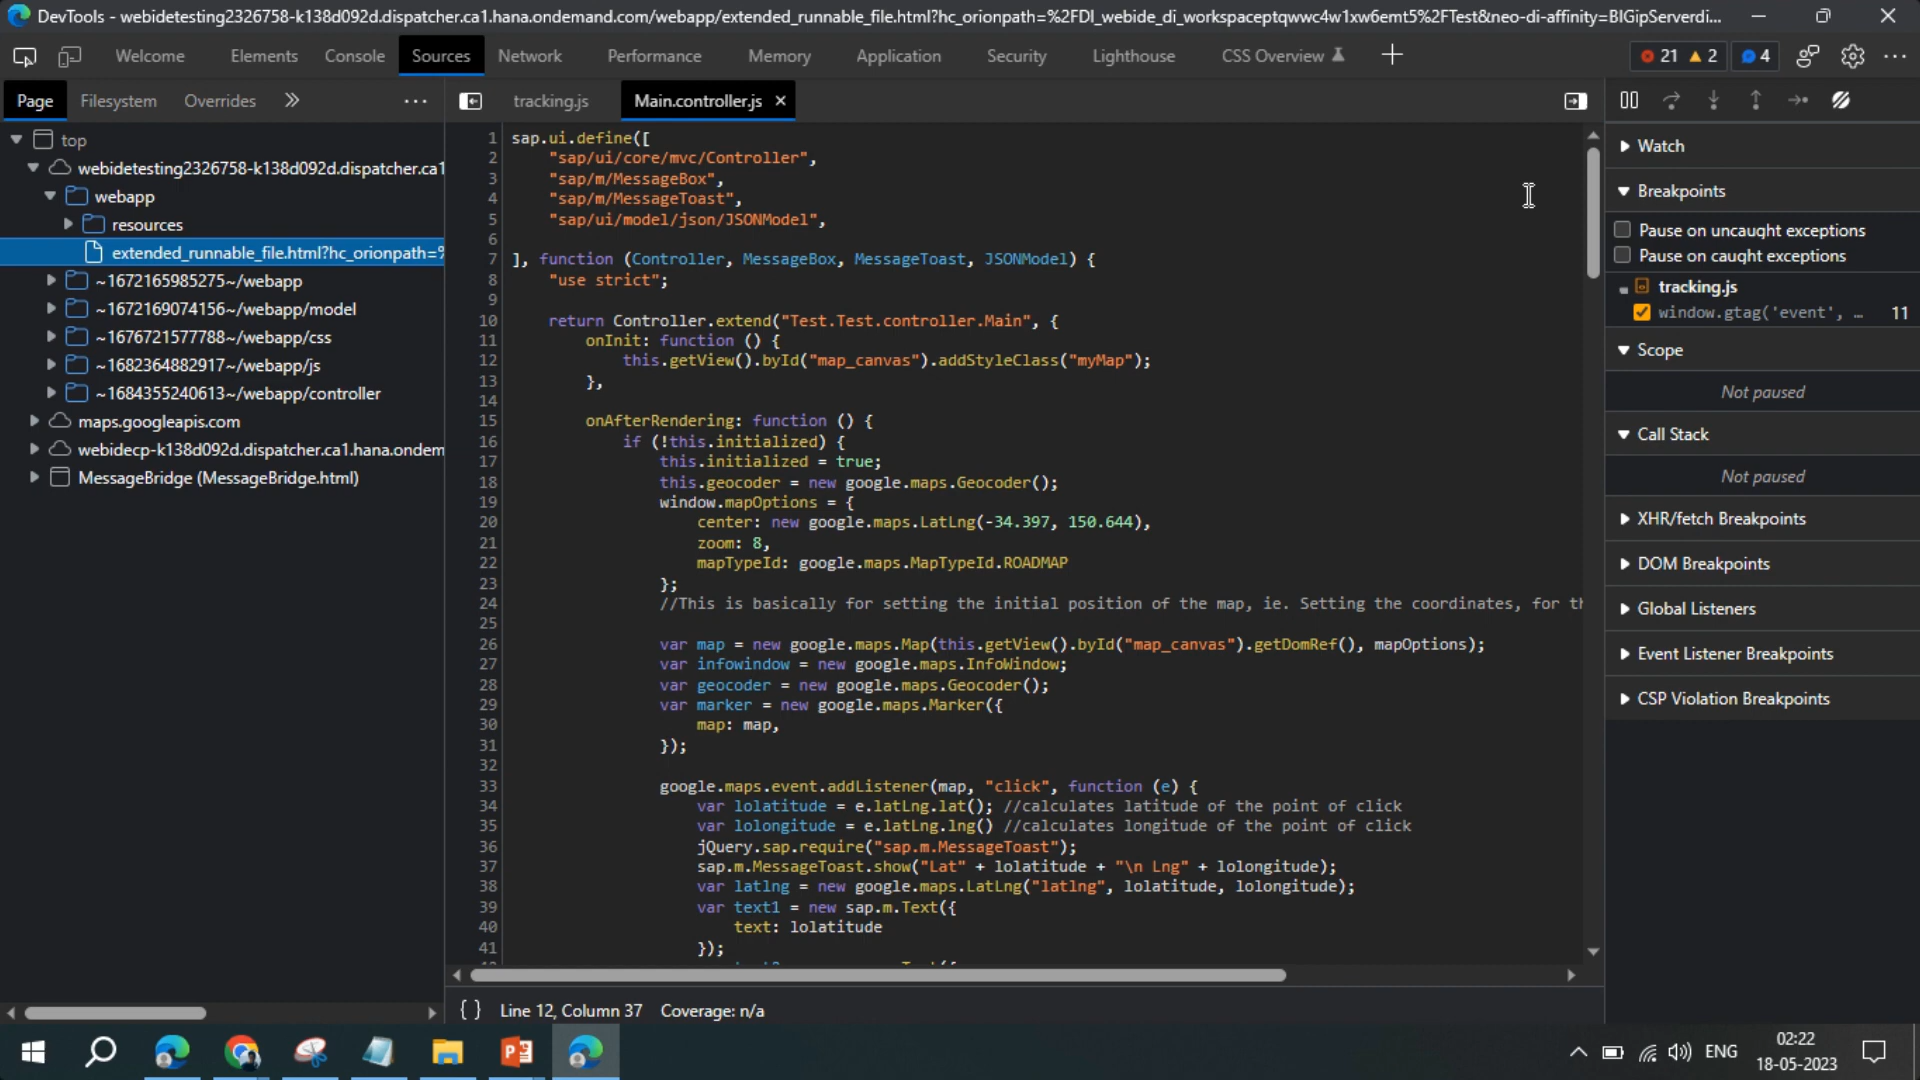 DevTools - webidetesting2326758-k138d092d.dispatcher.ca1.hana.ondemand.com/webapp/extended_runnable_file.html?hc_orionpath=%2FDI_webide_di_workspaceptqwwc4w1xw6emt5%2FTest&neo-di-affinity=BIGipServerdi...
Welcome Elements Console Sources Network Performance Memory Application Security Lighthouse CSS Overview 21 2 4
Page Filesystem Overrides
tracking.js Main.controller.js
top
webidetesting2326758-k138d092d.dispatcher.ca1
webapp
resources
extended_runnable_file.html?hc_orionpath=%
~1672165985275~/webapp
~1672169074156~/webapp/model
~1676721577788~/webapp/css
~1682364882917~/webapp/js
~1684355240613~/webapp/controller
maps.googleapis.com
webidecp-k138d092d.dispatcher.ca1.hana.ondem
MessageBridge (MessageBridge.html)
1 sap.ui.define([
2 "sap/ui/core/mvc/Controller",
3 "sap/m/MessageBox",
4 "sap/m/MessageToast",
5 "sap/ui/model/json/JSONModel",
6
7 ], function (Controller, MessageBox, MessageToast, JSONModel) {
8 "use strict";
9
10 return Controller.extend("Test.Test.controller.Main", {
11 onInit: function () {
12 this.getView().byId("map_canvas").addStyleClass("myMap");
13 },
14
15 onAfterRendering: function () {
16 if (!this.initialized) {
17 this.initialized = true;
18 this.geocoder = new google.maps.Geocoder();
19 window.mapOptions = {
20 center: new google.maps.LatLng(-34.397, 150.644),
21 zoom: 8,
22 mapTypeId: google.maps.MapTypeId.ROADMAP
23 };
24 //This is basically for setting the initial position of the map, ie. Setting the coordinates, for th
25
26 var map = new google.maps.Map(this.getView().byId("map_canvas").getDomRef(), mapOptions);
27 var infowindow = new google.maps.InfoWindow;
28 var geocoder = new google.maps.Geocoder();
29 var marker = new google.maps.Marker({
30 map: map,
31 });
32
33 google.maps.event.addListener(map, "click", function (e) {
34 var lolatitude = e.latLng.lat(); //calculates latitude of the point of click
35 var lolongitude = e.latLng.lng() //calculates longitude of the point of click
36 jQuery.sap.require("sap.m.MessageToast");
37 sap.m.MessageToast.show("Lat" + lolatitude + "\n Lng" + lolongitude);
38 var latlng = new google.maps.LatLng("latlng", lolatitude, lolongitude);
39 var text1 = new sap.m.Text({
40 text: lolatitude
41 });
{ } Line 12, Column 37 Coverage: n/a
Watch
Breakpoints
Pause on uncaught exceptions
Pause on caught exceptions
tracking.js
window.gtag('event', … 11
Scope
Not paused
Call Stack
Not paused
XHR/fetch Breakpoints
DOM Breakpoints
Global Listeners
Event Listener Breakpoints
CSP Violation Breakpoints
ENG
02:22
18-05-2023